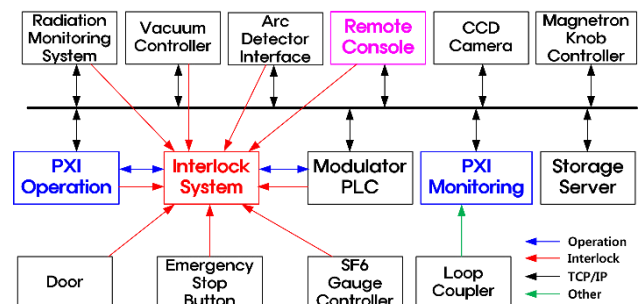 Radiation
Monitoring
System
Vacuum
Controller
Arc
Detector
Interface
Remote
Console
CCD
Camera
Magnetron
Knob
Controller
PXI
Operation
Interlock
System
Modulator
PLC
PXI
Monitoring
Storage
Server
Door
Emergency
Stop
Button
SF6
Gauge
Controller
Loop
Coupler
Operation
Interlock
TCP/IP
Other